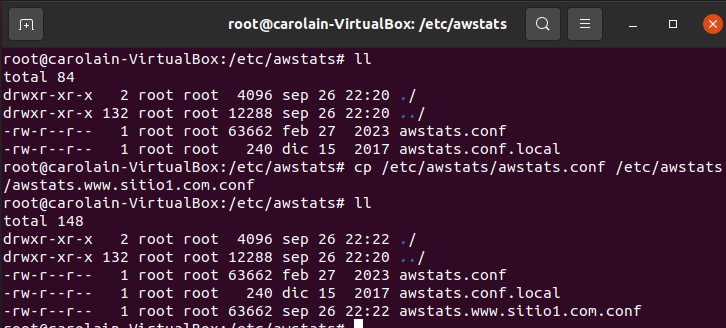 root@carolain-VirtualBox: /etc/awstats
root@carolain-VirtualBox:/etc/awstats# ll
total 84
drwxr-xr-x   2 root root  4096 sep 26 22:20 ./
drwxr-xr-x 132 root root 12288 sep 26 22:20 ../
-rw-r--r--   1 root root 63662 feb 27  2023 awstats.conf
-rw-r--r--   1 root root   240 dic 15  2017 awstats.conf.local
root@carolain-VirtualBox:/etc/awstats# cp /etc/awstats/awstats.conf /etc/awstats
/awstats.www.sitio1.com.conf
root@carolain-VirtualBox:/etc/awstats# ll
total 148
drwxr-xr-x   2 root root  4096 sep 26 22:22 ./
drwxr-xr-x 132 root root 12288 sep 26 22:20 ../
-rw-r--r--   1 root root 63662 feb 27  2023 awstats.conf
-rw-r--r--   1 root root   240 dic 15  2017 awstats.conf.local
-rw-r--r--   1 root root 63662 sep 26 22:22 awstats.www.sitio1.com.conf
root@carolain-VirtualBox:/etc/awstats#